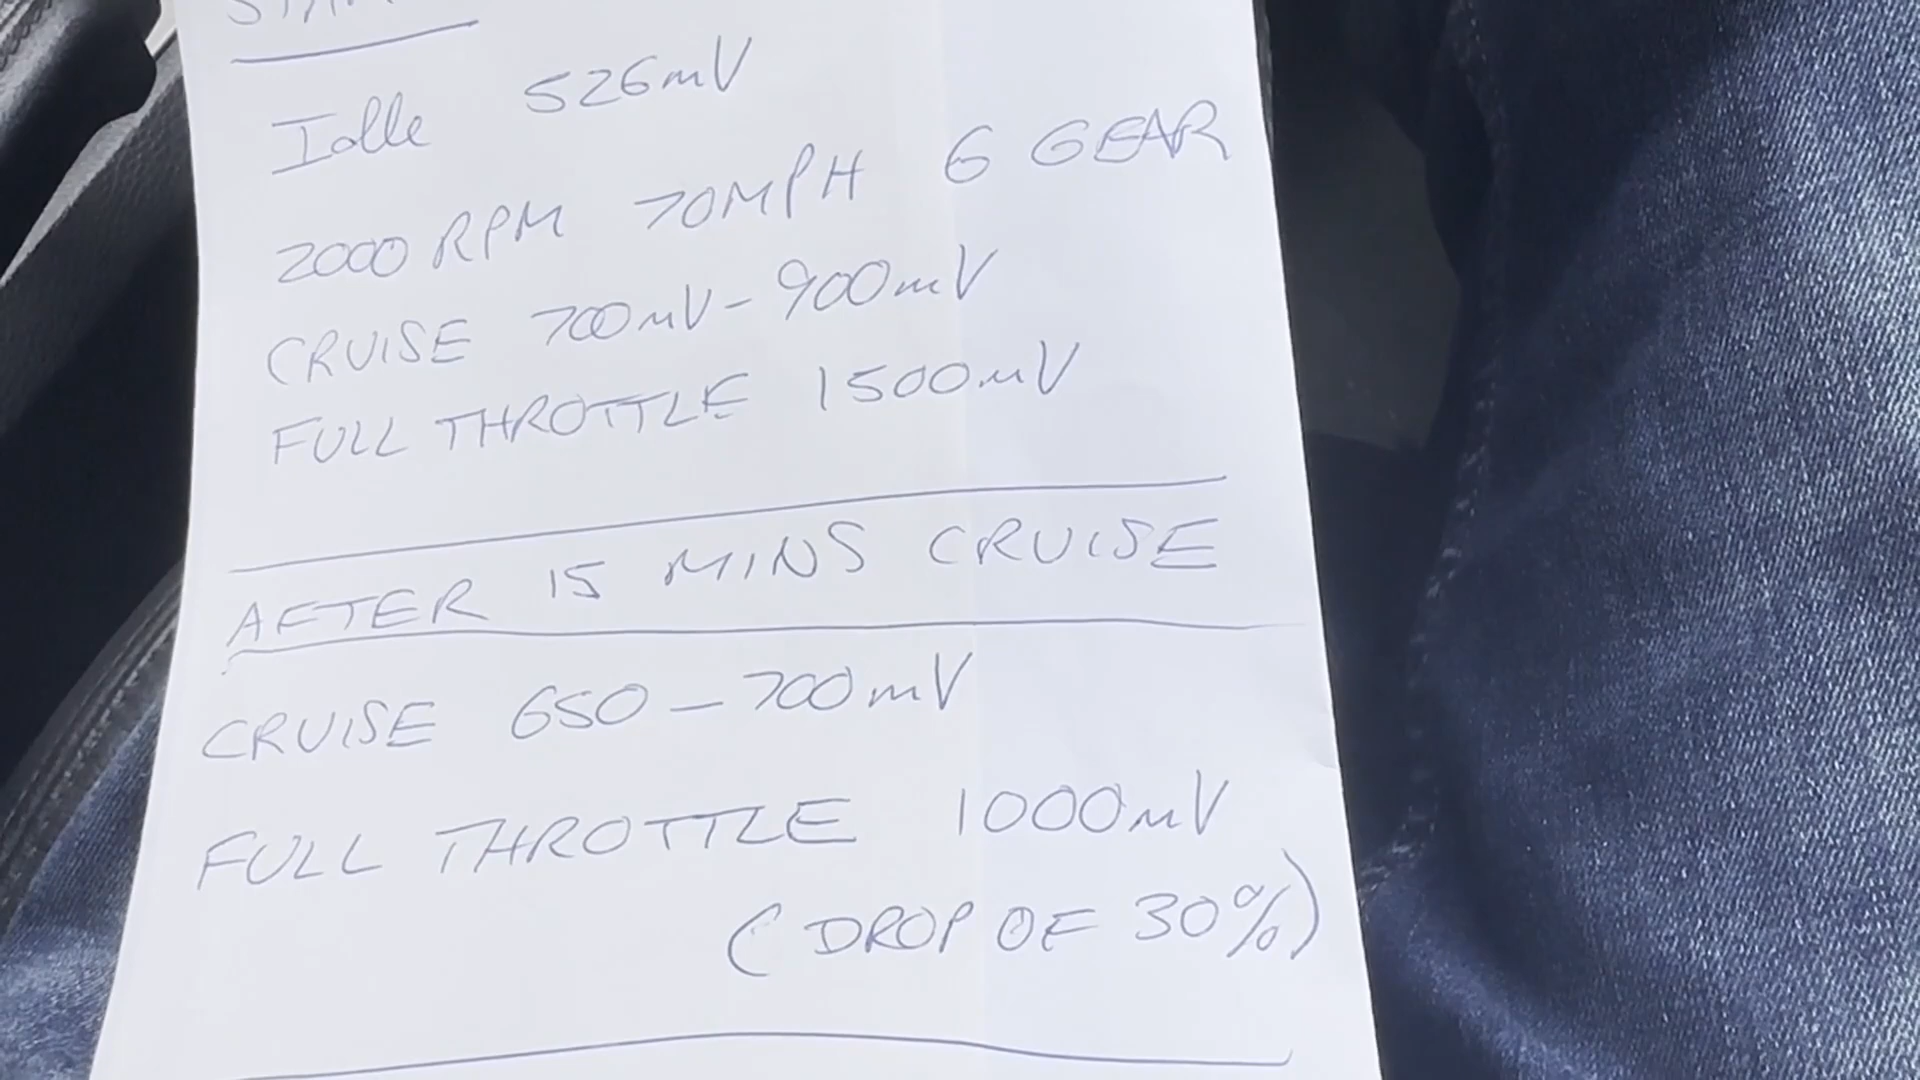 Idle 526mV
2000 RPM 70MPH 6 GEAR
CRUISE 700mV - 900mV
FULL THROTTLE 1500mV
AFTER 15 MINS CRUISE
CRUISE 650 - 700mV
FULL THROTTLE 1000mV
(DROP OF 30%)